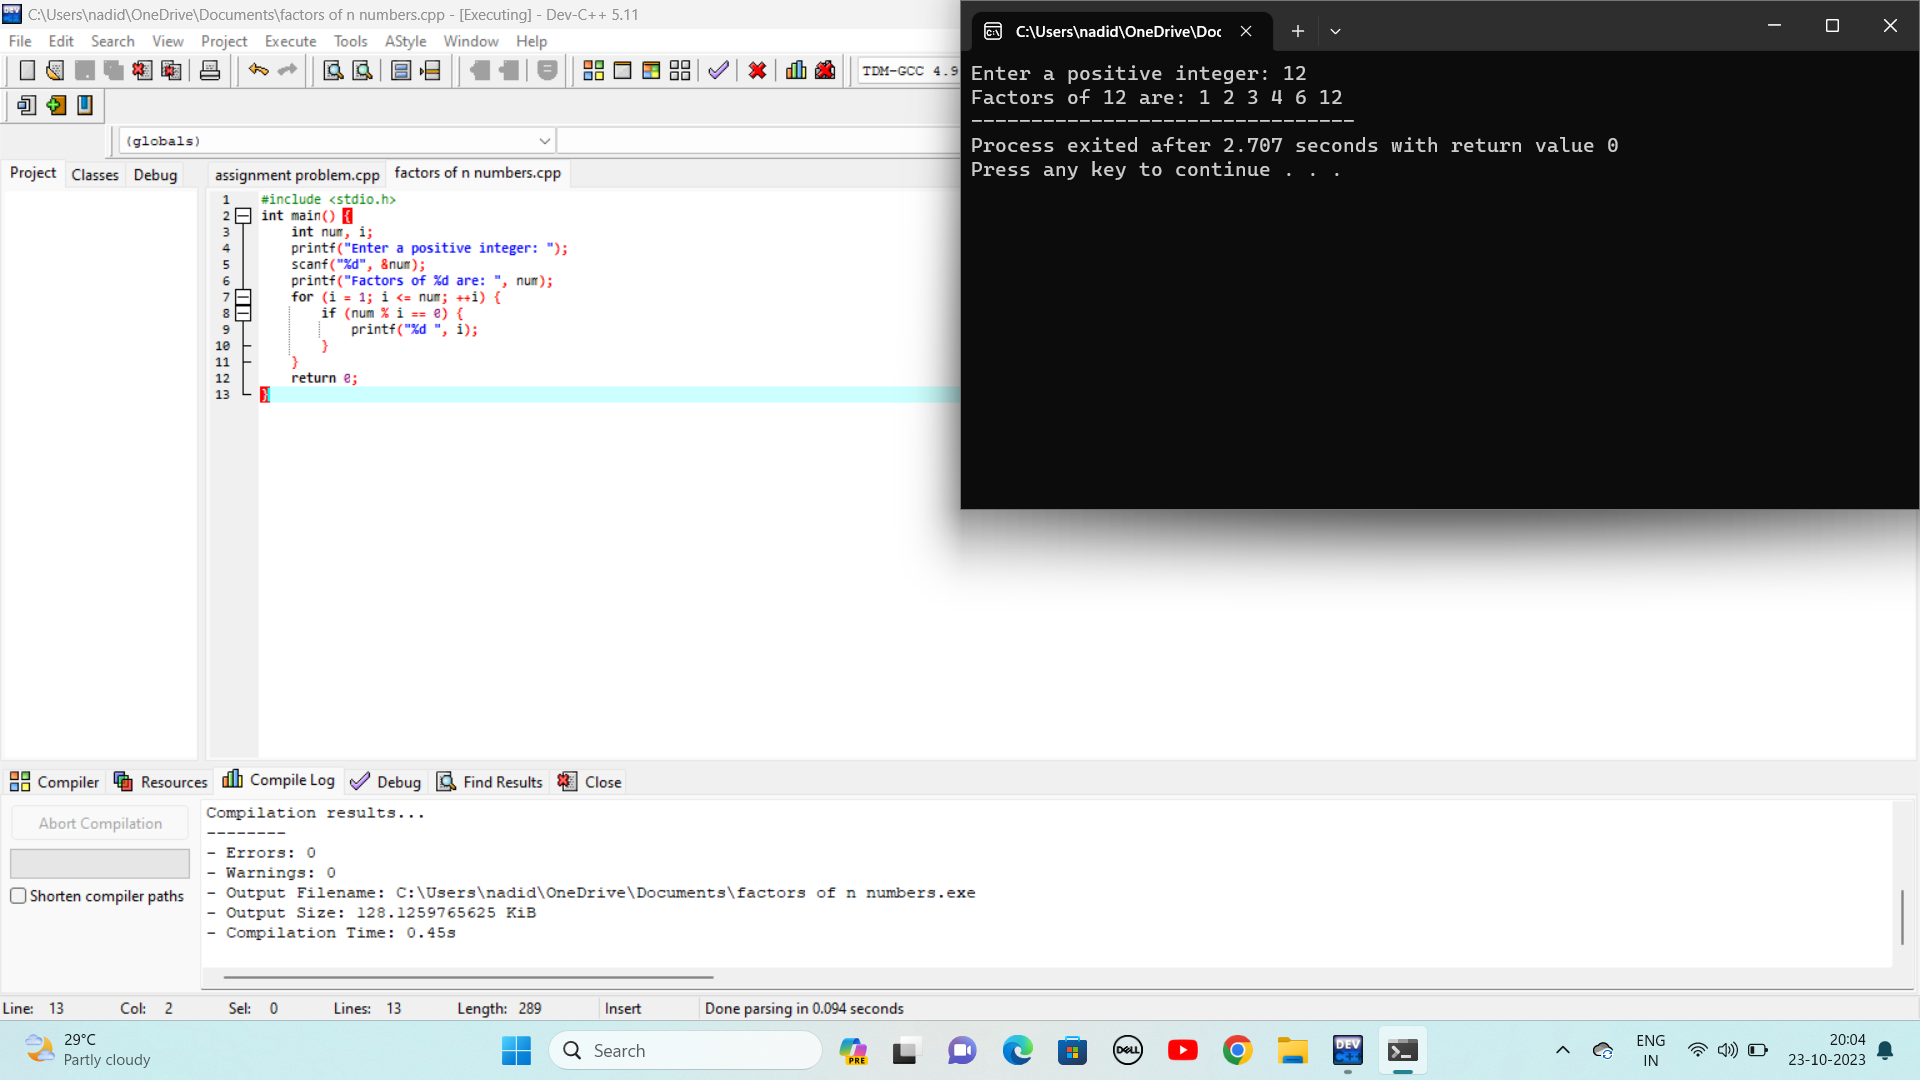 C:\Users\nadid\OneDrive\Documents\factors of n numbers.cpp - [Executing] - Dev-C++ 5.11
File Edit Search View Project Execute Tools AStyle Window Help
TDM-GCC 4.9
(globals)
Project Classes Debug
assignment problem.cpp factors of n numbers.cpp
1 #include <stdio.h>
2 int main() {
3 int num, i;
4 printf("Enter a positive integer: ");
5 scanf("%d", &num);
6 printf("Factors of %d are: ", num);
7 for (i = 1; i <= num; ++i) {
8 if (num % i == 0) {
9 printf("%d ", i);
10 }
11 }
12 return 0;
13 }
C:\Users\nadid\OneDrive\Doc
Enter a positive integer: 12
Factors of 12 are: 1 2 3 4 6 12
--------------------------------
Process exited after 2.707 seconds with return value 0
Press any key to continue . . .
Compiler Resources Compile Log Debug Find Results Close
Abort Compilation
Shorten compiler paths
Compilation results...
--------
- Errors: 0
- Warnings: 0
- Output Filename: C:\Users\nadid\OneDrive\Documents\factors of n numbers.exe
- Output Size: 128.1259765625 KiB
- Compilation Time: 0.45s
Line: 13 Col: 2 Sel: 0 Lines: 13 Length: 289 Insert Done parsing in 0.094 seconds
29°C
Partly cloudy
Search
PRE
DELL
DEV C++
ENG
IN
20:04
23-10-2023